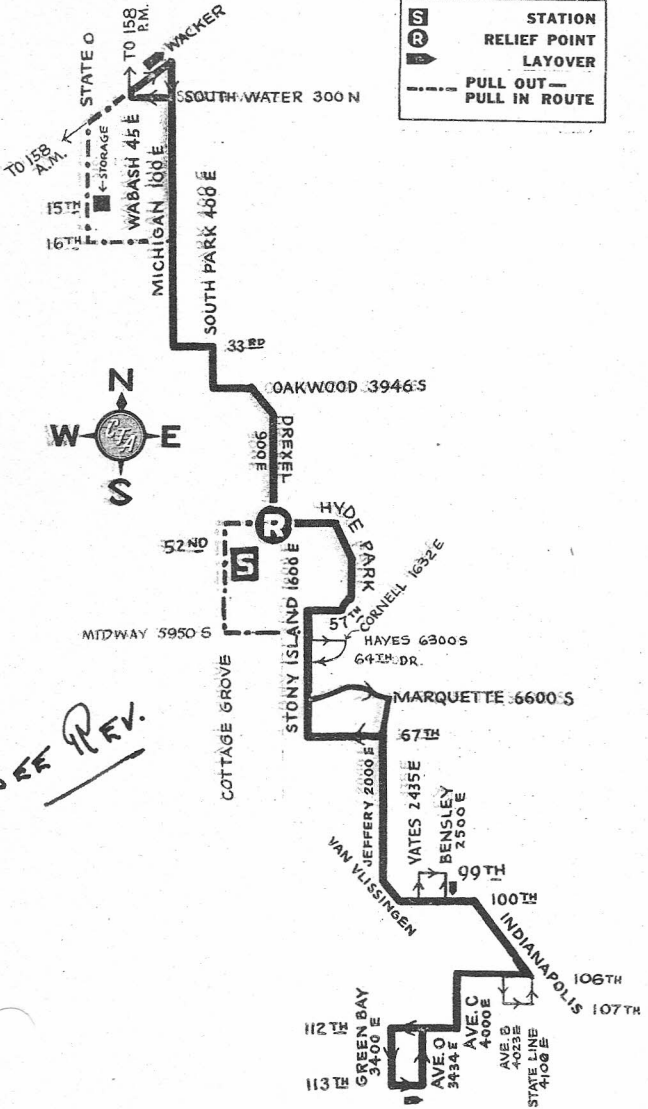 S STATION
R RELIEF POINT
LAYOVER
PULL OUT—
PULL IN ROUTE
TO 158
P.M.
WACKER
STATE 0
SOUTH WATER 300 N
TO 158
A.M.
←STORAGE
WABASH 45 E
MICHIGAN 100 E
15TH
16TH
SOUTH PARK 400 E
33RD
OAKWOOD 3946 S
N
W CTA E
S
DREXEL
900 E
R
HYDE PARK
52ND
S
STONY ISLAND 1600 E
57TH
CORNELL 1632 E
MIDWAY 5950 S
HAYES 6300 S
64TH DR.
COTTAGE GROVE
MARQUETTE 6600 S
67TH
SEE REV.
JEFFERY 2000 E
YATES 2435 E
BENSLEY
2500 E
VAN VLISSINGEN
99TH
100TH
INDIANAPOLIS
106TH
107TH
AVE. C
4000 E
AVE. B
4023 E
STATE LINE
4100 E
GREEN BAY
3400 E
112TH
AVE. O
3434 E
113TH